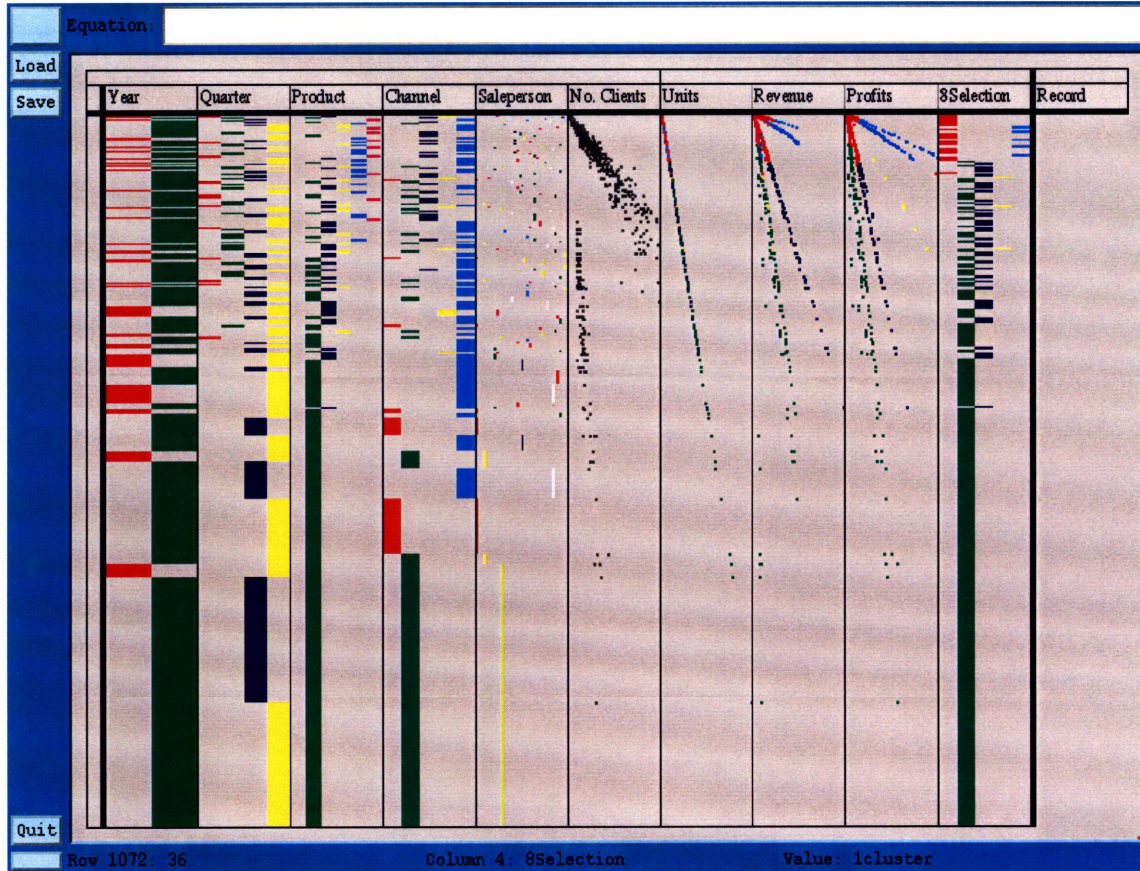 Equation:
Load
Save
Year Quarter Product Channel Saleperson No. Clients Units Revenue Profits 8Selection Record
Quit
Row 1072: 36 Column 4: 8Selection Value: 1cluster